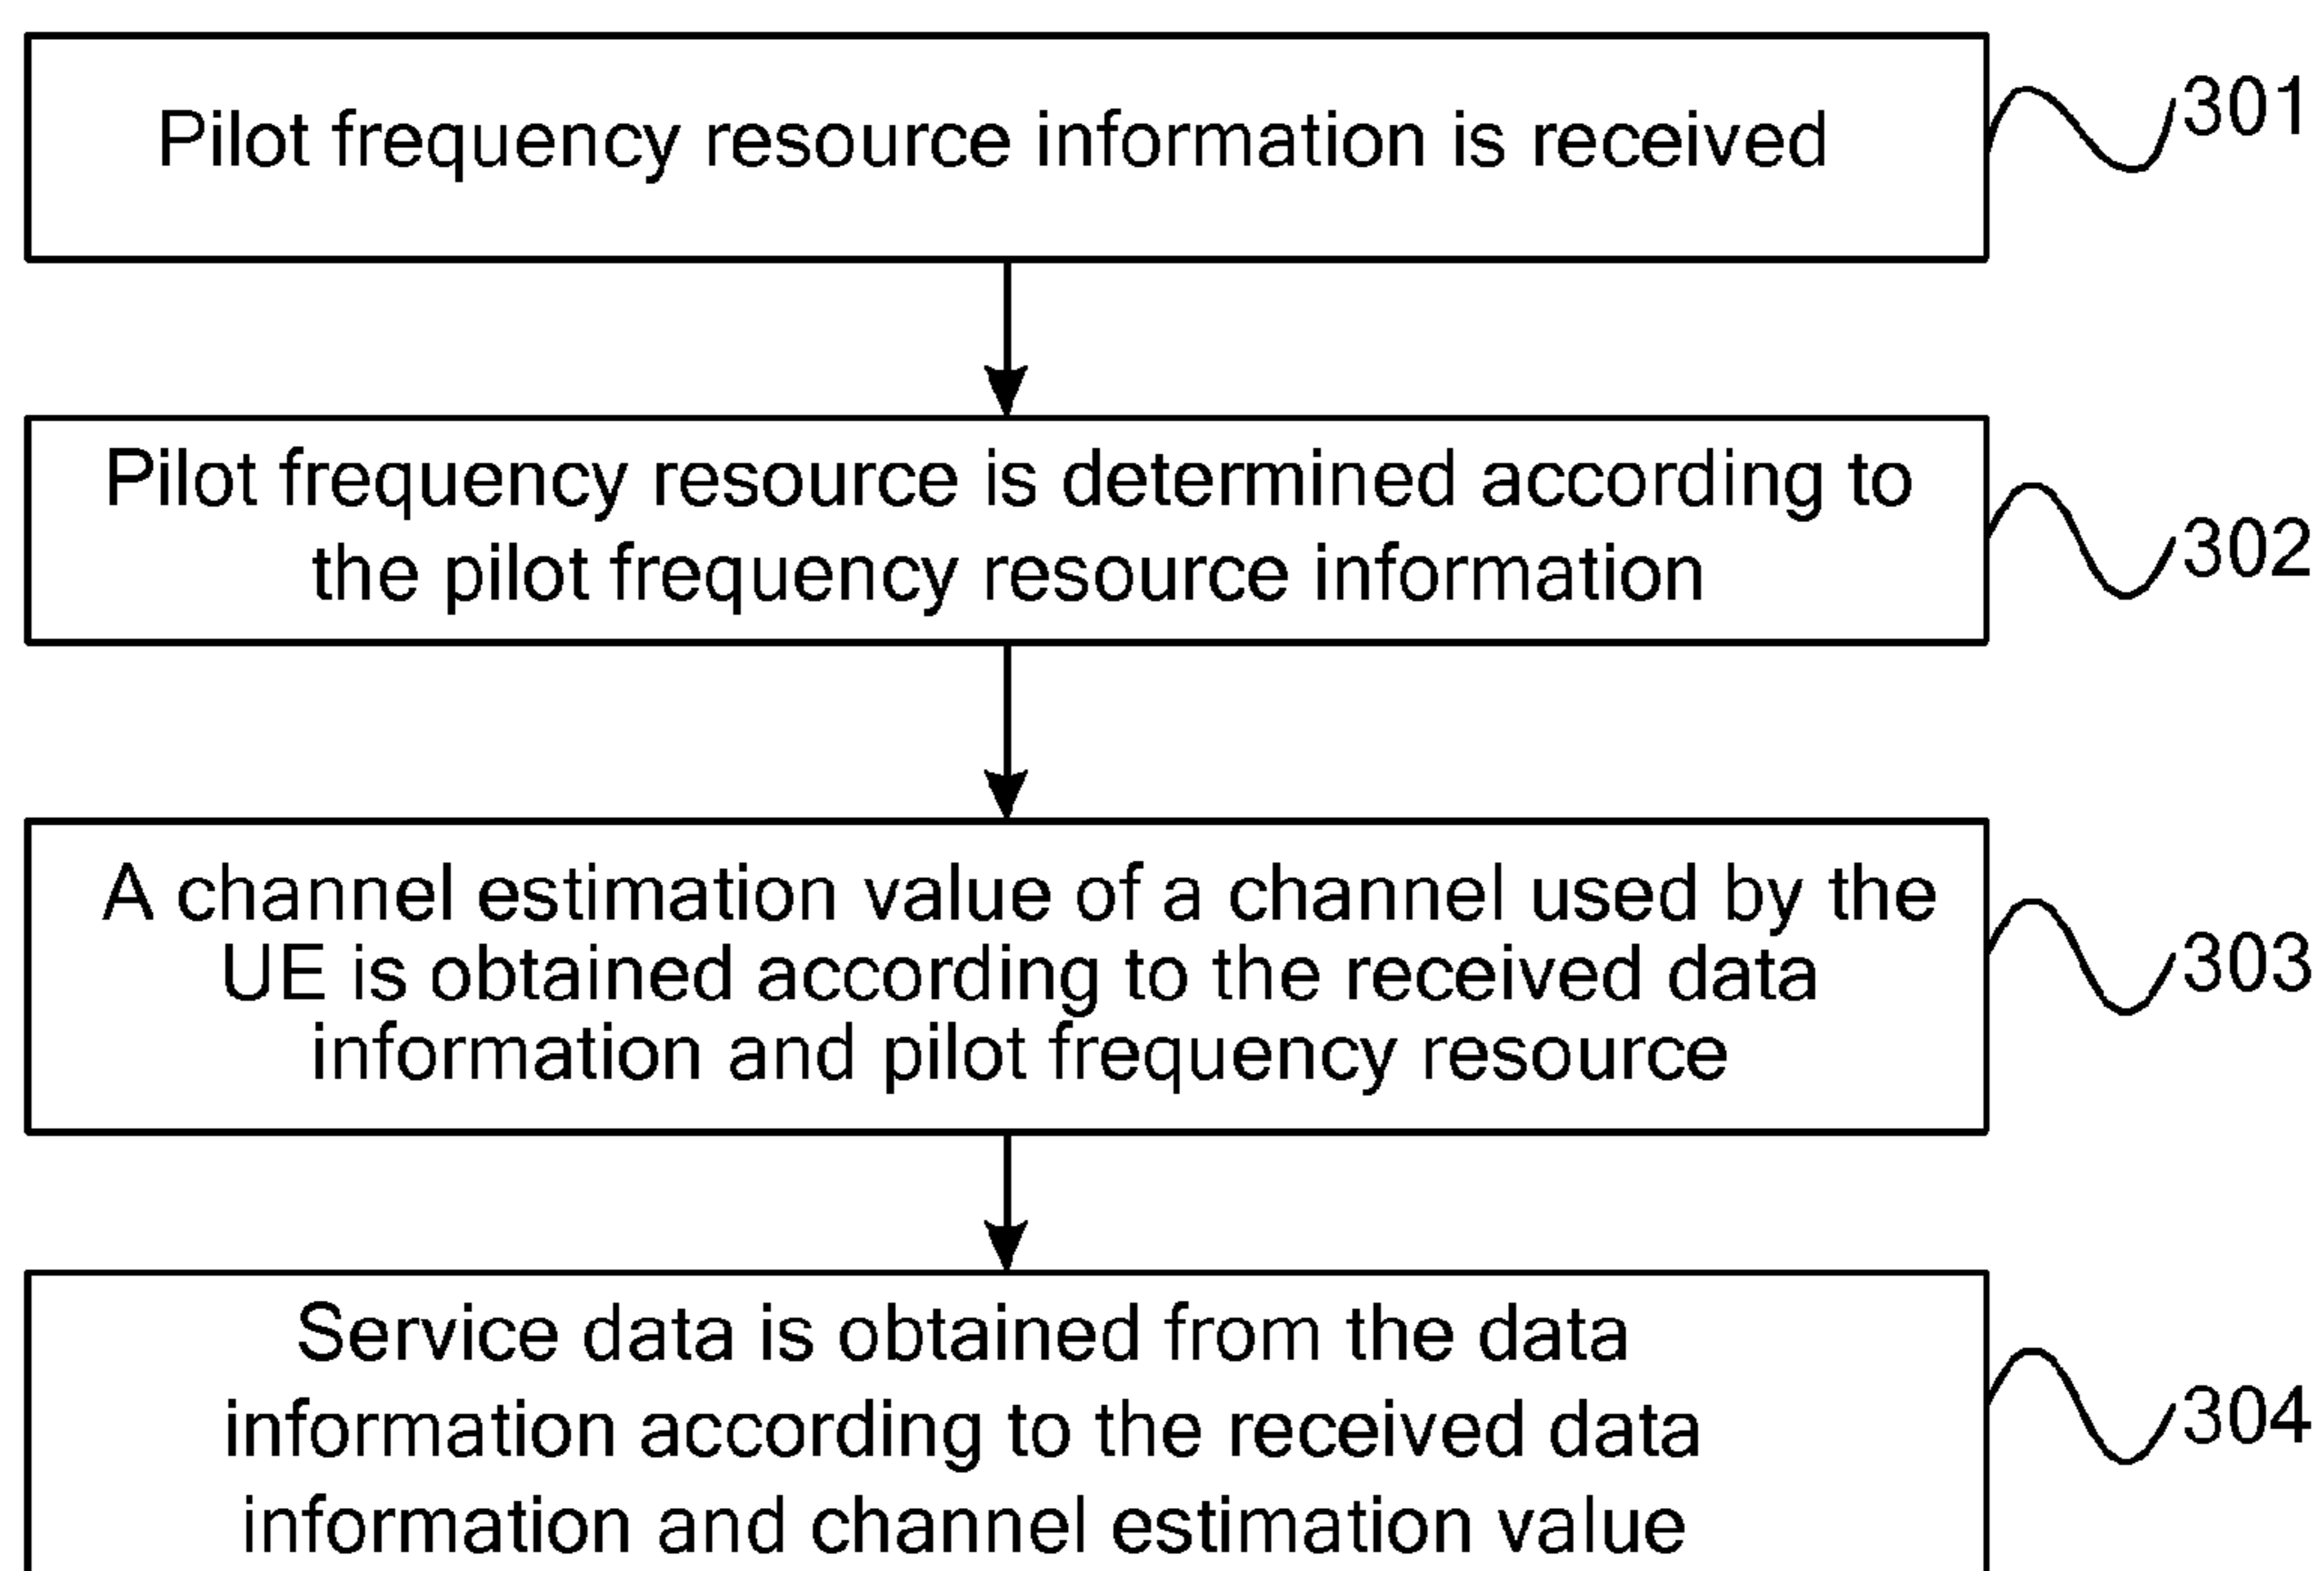 Pilot frequency resource information is received
301
Pilot frequency resource is determined according to
the pilot frequency resource information
302
A channel estimation value of a channel used by the
UE is obtained according to the received data
information and pilot frequency resource
303
Service data is obtained from the data
information according to the received data
information and channel estimation value
304